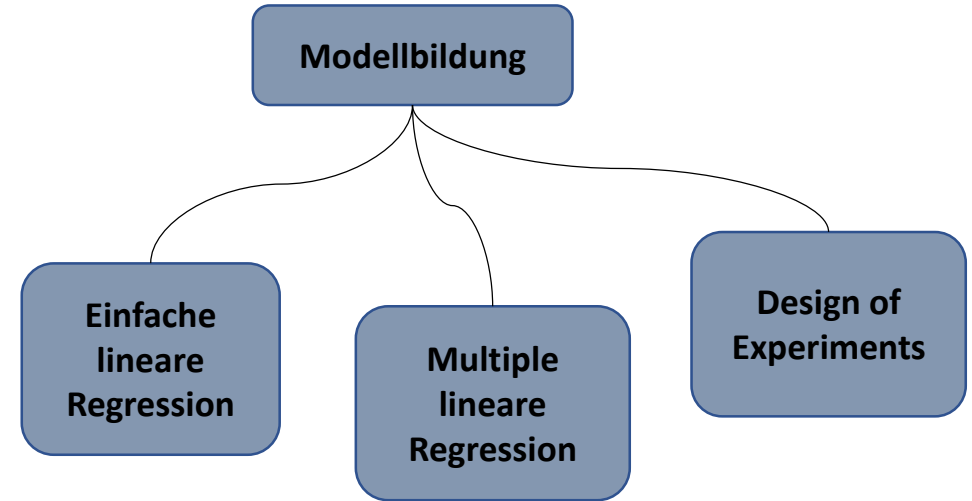 Modellbildung
Einfache
lineare
Regression
Multiple
lineare
Regression
Design of
Experiments